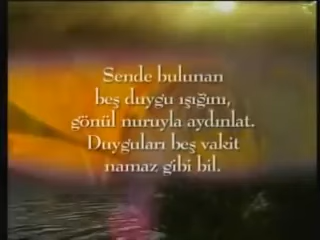 Sende bulunan
beş duygu ışığını,
gönül nuruyla aydınlat.
Duyguları beş vakit
namaz gibi bil.